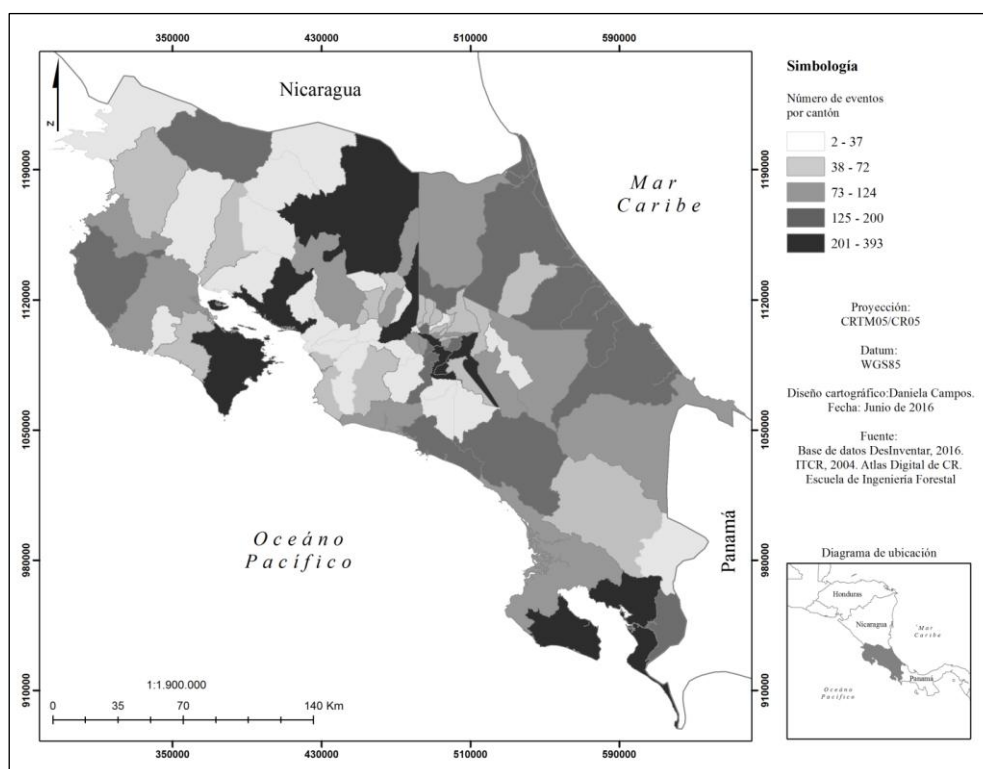 350000
430000
510000
590000
Nicaragua
Mar
Caribe
Océano
Pacífico
Panamá
N
1190000
1120000
1050000
980000
910000
1190000
1120000
1050000
980000
910000
1:1.900.000
0 35 70 140 Km
350000
430000
510000
590000
Simbología
Número de eventos
por cantón
2 - 37
38 - 72
73 - 124
125 - 200
201 - 393
Proyección:
CRTM05/CR05
Datum:
WGS85
Diseño cartográfico:Daniela Campos.
Fecha: Junio de 2016
Fuente:
Base de datos DesInventar, 2016.
ITCR, 2004. Atlas Digital de CR.
Escuela de Ingeniería Forestal
Diagrama de ubicación
Honduras
Nicaragua
Mar
Caribe
Panamá
Océano
Pacífico